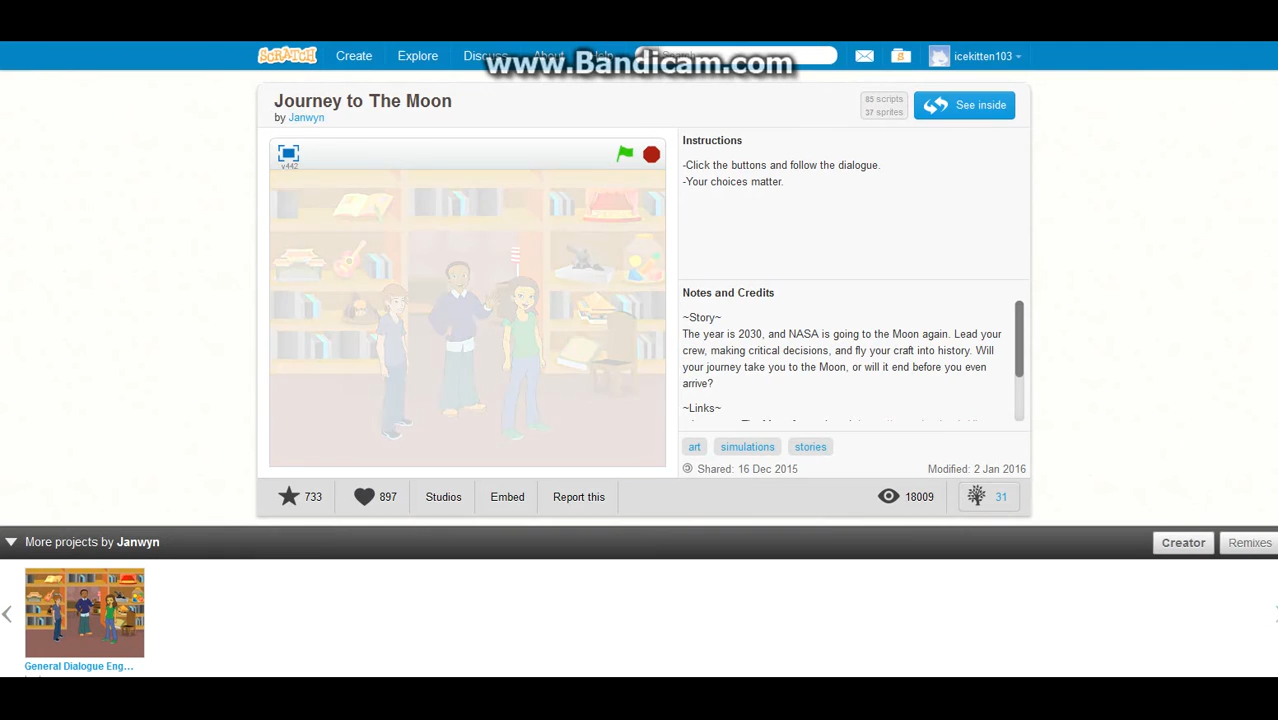 SCRATCH Create Explore Discuss About Help Search icekitten103
www.Bandicam.com
Journey to The Moon
by Janwyn
85 scripts
37 sprites
See inside
v442
Instructions
-Click the buttons and follow the dialogue.
-Your choices matter.
Notes and Credits
~Story~
The year is 2030, and NASA is going to the Moon again. Lead your
crew, making critical decisions, and fly your craft into history. Will
your journey take you to the Moon, or will it end before you even
arrive?
~Links~
art simulations stories
Shared: 16 Dec 2015 Modified: 2 Jan 2016
733 897 Studios Embed Report this 18009 31
More projects by Janwyn Creator Remixes
General Dialogue Eng...